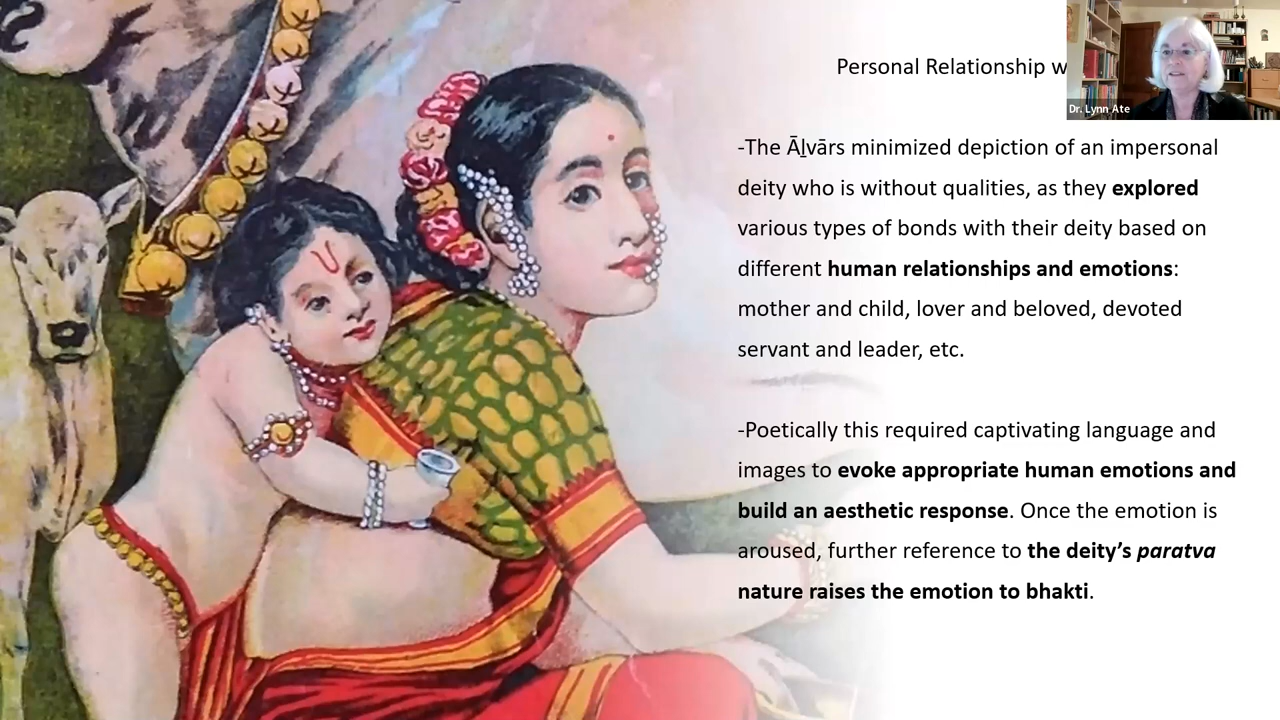 Personal Relationship w
Dr. Lynn Ate
-The Āḻvārs minimized depiction of an impersonal
deity who is without qualities, as they explored
various types of bonds with their deity based on
different human relationships and emotions:
mother and child, lover and beloved, devoted
servant and leader, etc.
-Poetically this required captivating language and
images to evoke appropriate human emotions and
build an aesthetic response. Once the emotion is
aroused, further reference to the deity’s paratva
nature raises the emotion to bhakti.